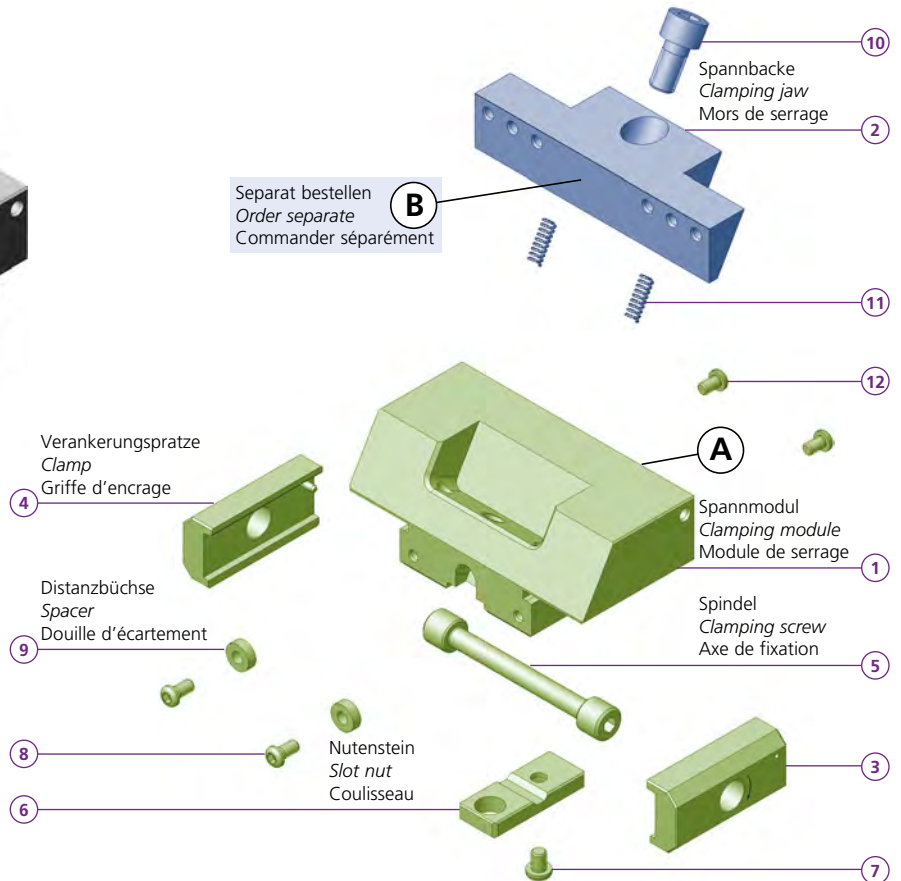 10
Spannbacke
Clamping jaw
Mors de serrage
2
Separat bestellen
Order separate
Commander séparément
B
11
12
A
Verankerungspratze
Clamp
Griffe d'encrage
4
Spannmodul
Clamping module
Module de serrage
1
Distanzbüchse
Spacer
Douille d'écartement
9
Spindel
Clamping screw
Axe de fixation
5
8
Nutenstein
Slot nut
Coulisseau
3
6
7